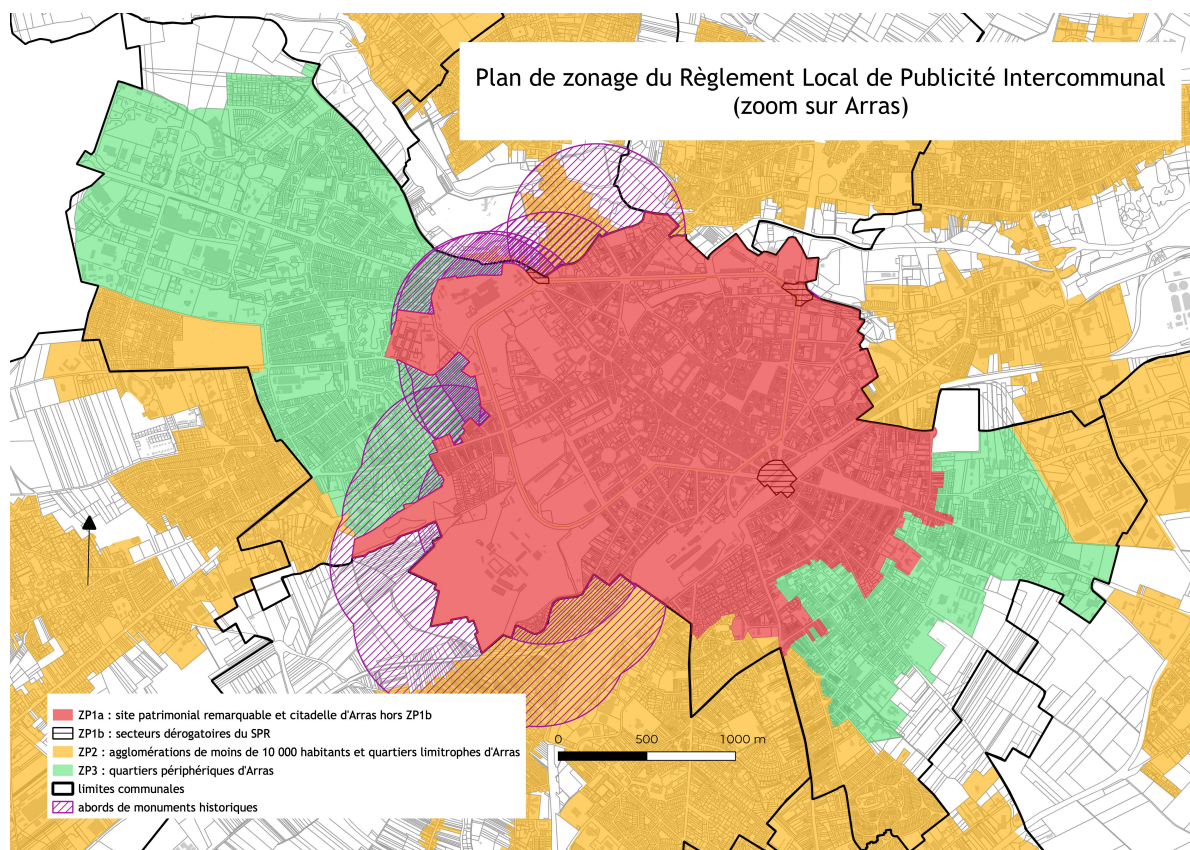 Plan de zonage du Règlement Local de Publicité Intercommunal
(zoom sur Arras)
ZP1a : site patrimonial remarquable et citadelle d'Arras hors ZP1b
ZP1b : secteurs dérogatoires du SPR
ZP2 : agglomérations de moins de 10 000 habitants et quartiers limitrophes d'Arras
ZP3 : quartiers périphériques d'Arras
limites communales
abords de monuments historiques
0 500 1000 m